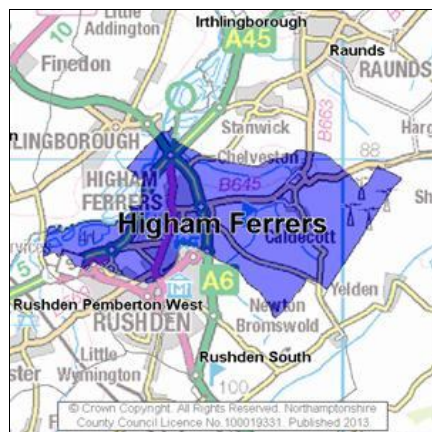 Little
Addington
Irthlingborough
10
A45
Raunds
Finedon
RAUNDS
B663
Stanwick
LINGBOROUGH
Chelveston
88
HIGHAM
FERRERS
B645
Higham Ferrers
Caldecott
5
A6
Yelden
Rushden Pemberton West
Newton
Bromswold
RUSHDEN
Little
Wymington
Rushden South
100
© Crown Copyright. All Rights Reserved. Northamptonshire
County Council Licence No. 100019331. Published 2013.